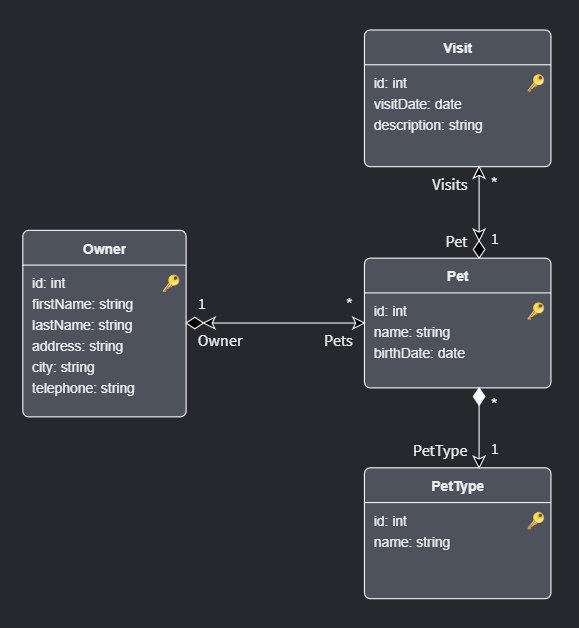 Visit
id: int
visitDate: date
description: string
Visits
*
Pet
1
Owner
id: int
firstName: string
lastName: string
address: string
city: string
telephone: string
1
*
Owner
Pets
Pet
id: int
name: string
birthDate: date
*
PetType
1
PetType
id: int
name: string